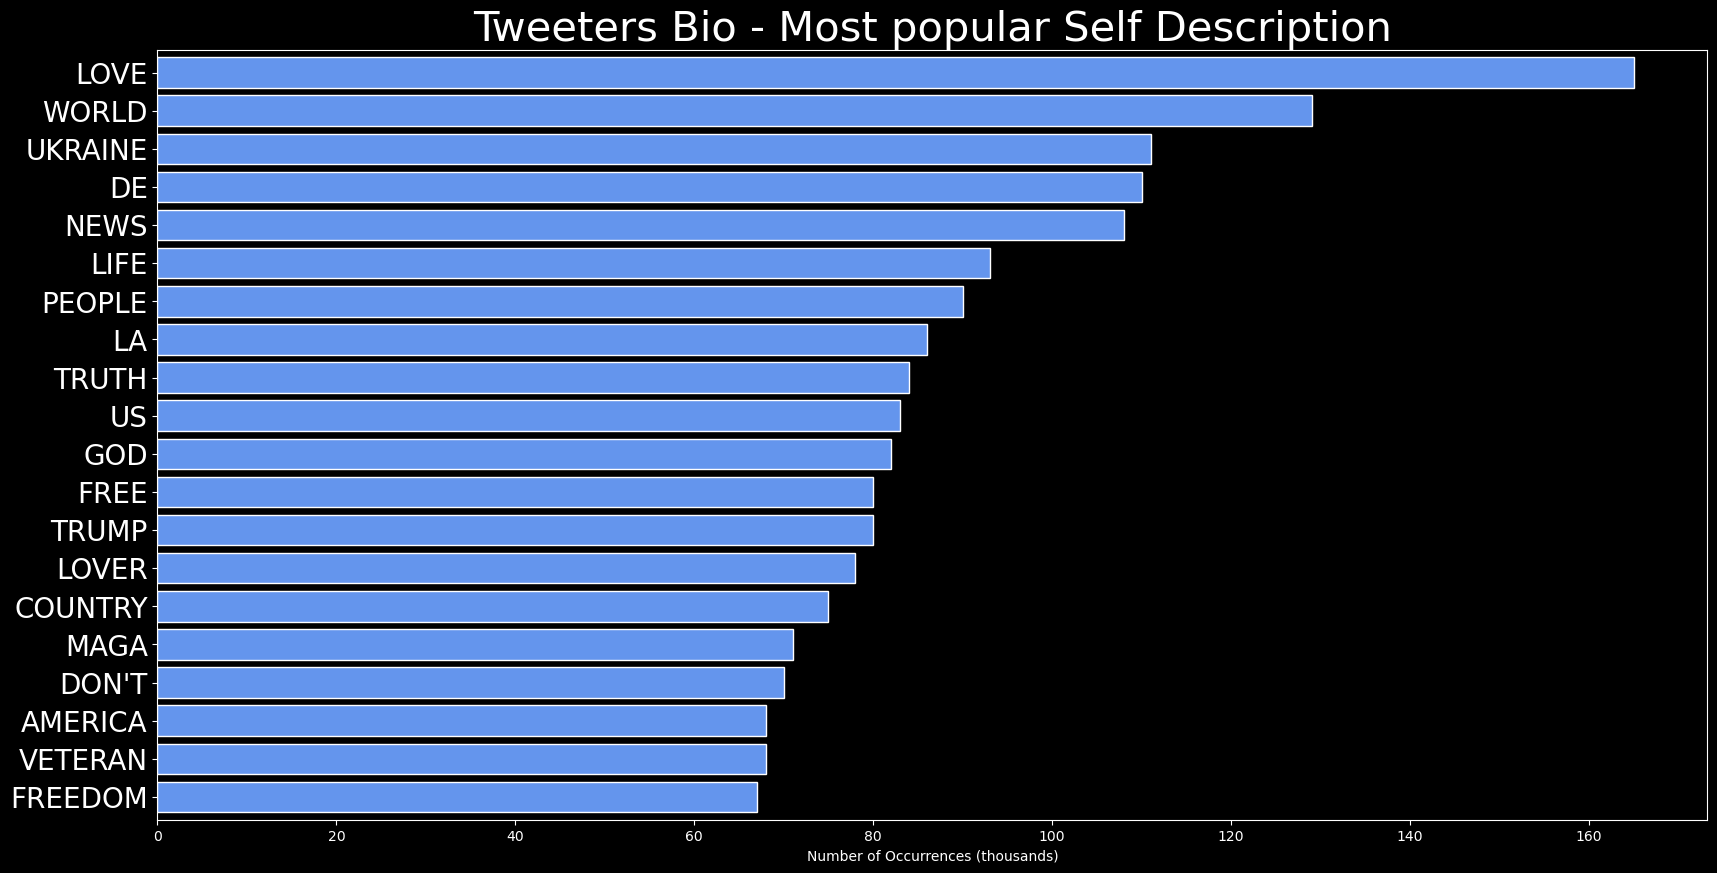 Tweeters Bio - Most popular Self Description
LOVE
WORLD
UKRAINE
DE
NEWS
LIFE
PEOPLE
LA
TRUTH
US
GOD
FREE
TRUMP
LOVER
COUNTRY
MAGA
DON'T
AMERICA
VETERAN
FREEDOM
0 20 40 60 80 100 120 140 160
Number of Occurrences (thousands)